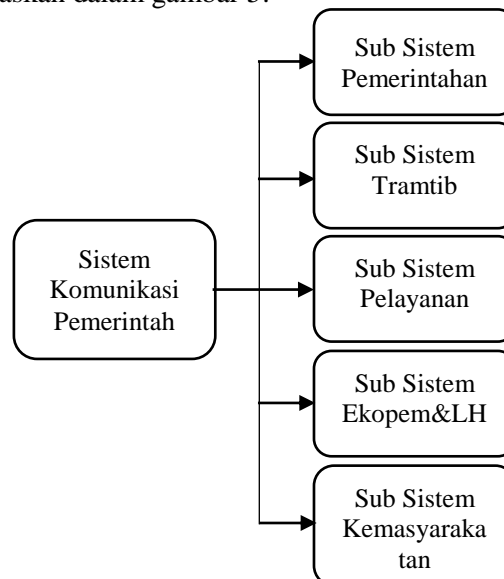 dalam gambar 3.
Sub Sistem
Pemerintahan
Sub Sistem
Tramtib
Sistem
Komunikasi
Pemerintah
Sub Sistem
Pelayanan
Sub Sistem
Ekopem&LH
Sub Sistem
Kemasyaraka
tan